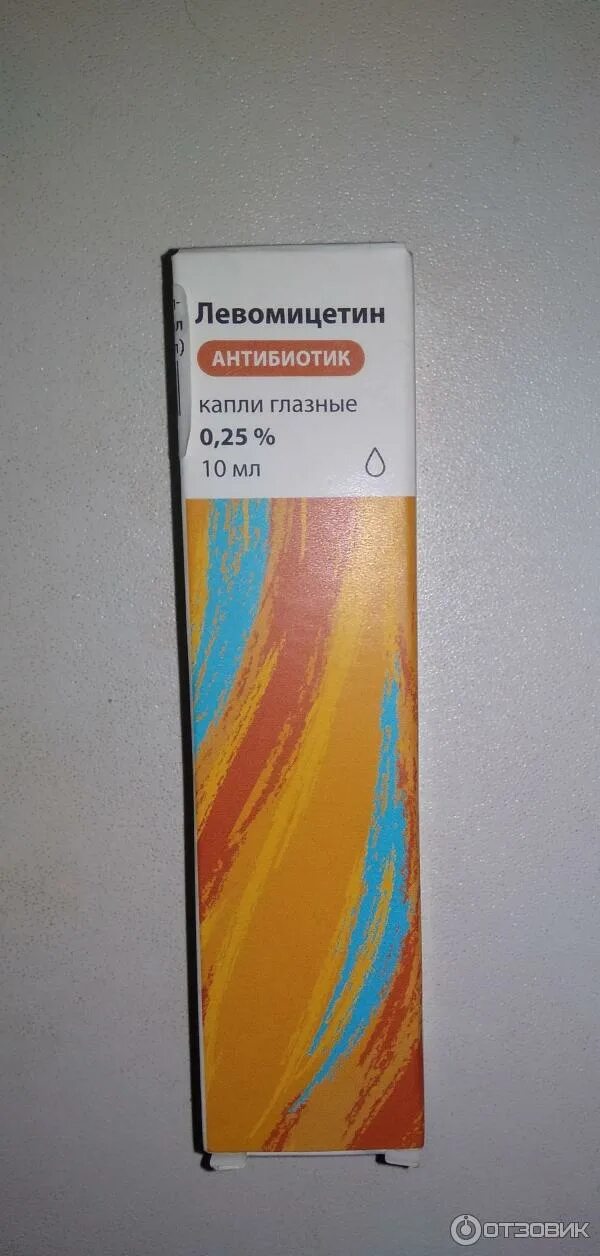 Левомицетин
АНТИБИОТИК
капли глазные
0,25 %
10 мл
ОТЗОВИК